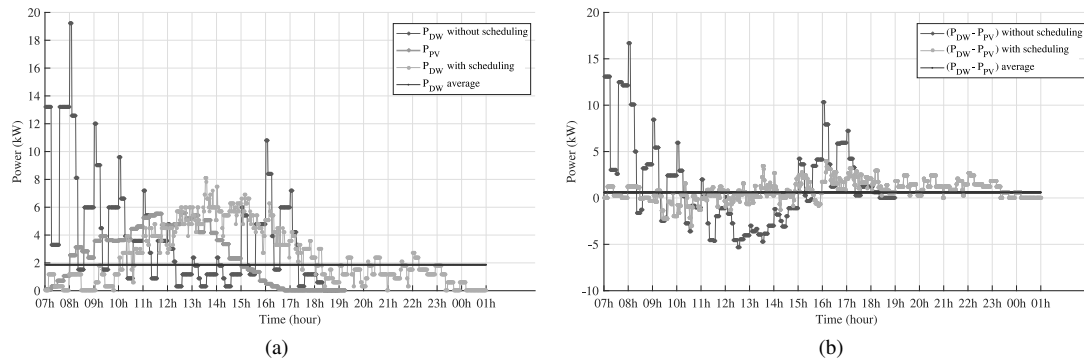 20
18
16
14
12
10
8
6
4
2
0
Power (kW)
P_DW without scheduling
P_PV
P_DW with scheduling
P_DW average
07h 08h 09h 10h 11h 12h 13h 14h 15h 16h 17h 18h 19h 20h 21h 22h 23h 00h 01h
Time (hour)
(a)
20
15
10
5
0
-5
-10
Power (kW)
(P_DW - P_PV) without scheduling
(P_DW - P_PV) with scheduling
(P_DW - P_PV) average
07h 08h 09h 10h 11h 12h 13h 14h 15h 16h 17h 18h 19h 20h 21h 22h 23h 00h 01h
Time (hour)
(b)